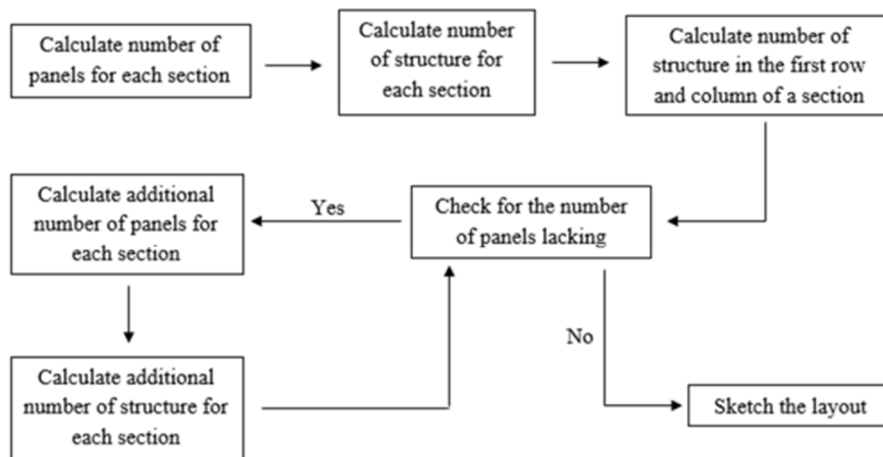 Calculate number of
panels for each section
Calculate number
of structure for
each section
Calculate number of
structure in the first row
and column of a section
Calculate additional
number of panels for
each section
Yes
Check for the number
of panels lacking
No
Calculate additional
number of structure for
each section
Sketch the layout